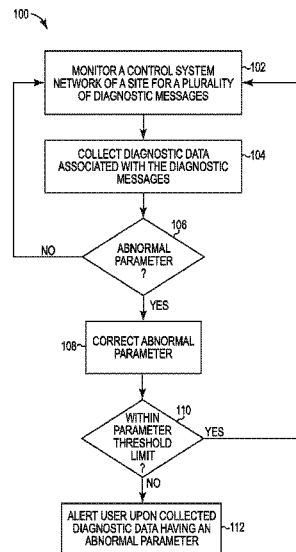 100
MONITOR A CONTROL SYSTEM
NETWORK OF A SITE FOR A PLURALITY
OF DIAGNOSTIC MESSAGES
102
COLLECT DIAGNOSTIC DATA
ASSOCIATED WITH THE DIAGNOSTIC
MESSAGES
104
106
ABNORMAL
PARAMETER
?
NO
YES
108
CORRECT ABNORMAL
PARAMETER
110
WITHIN
PARAMETER
THRESHOLD
LIMIT
?
YES
NO
ALERT USER UPON COLLECTED
DIAGNOSTIC DATA HAVING AN
ABNORMAL PARAMETER
112